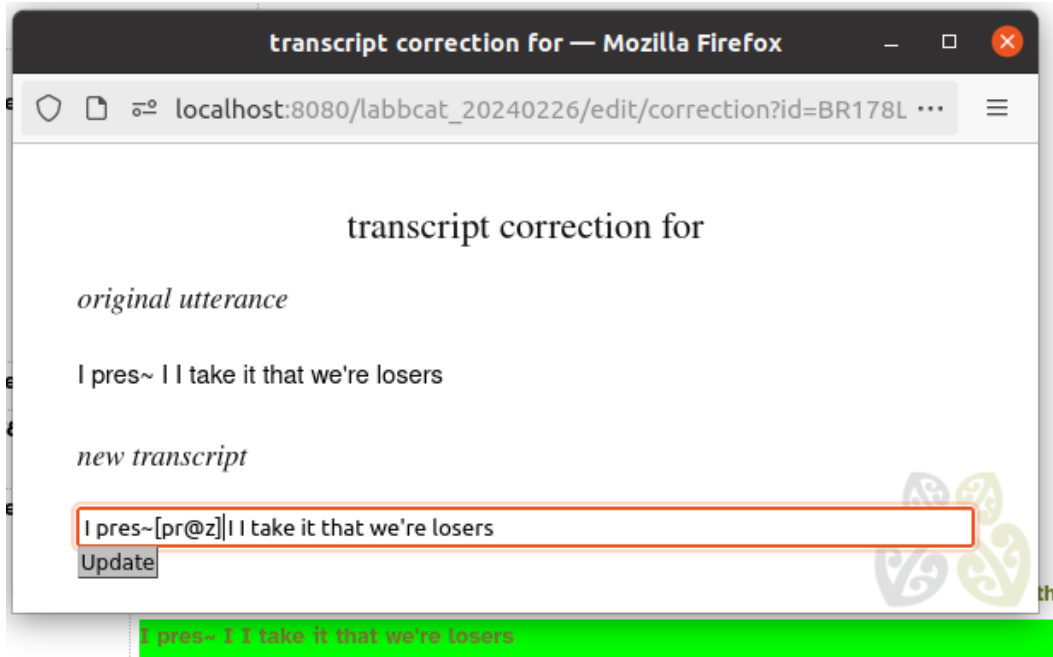 transcript correction for — Mozilla Firefox
localhost:8080/labbcat_20240226/edit/correction?id=BR178L ···
transcript correction for
original utterance
I pres~ I I take it that we're losers
new transcript
I pres~[pr@z] I I take it that we're losers
Update
th
I pres~ I I take it that we're losers